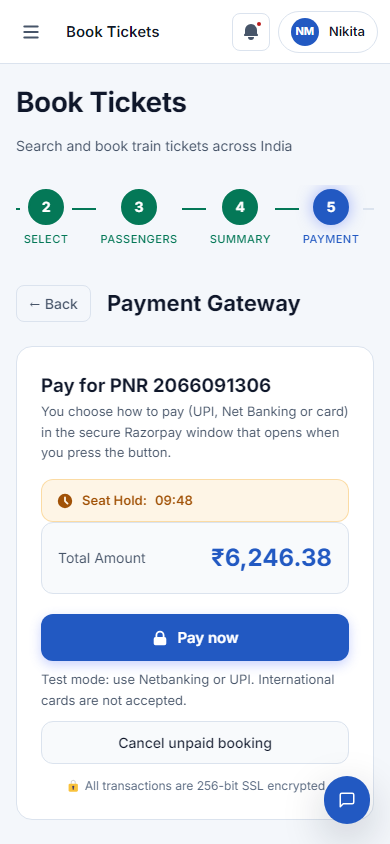 Book Tickets
NM Nikita
Book Tickets
Search and book train tickets across India
2 3 4 5
SELECT PASSENGERS SUMMARY PAYMENT
← Back Payment Gateway
Pay for PNR 2066091306
You choose how to pay (UPI, Net Banking or card)
in the secure Razorpay window that opens when
you press the button.
Seat Hold: 09:48
Total Amount ₹6,246.38
Pay now
Test mode: use Netbanking or UPI. International
cards are not accepted.
Cancel unpaid booking
All transactions are 256-bit SSL encrypted